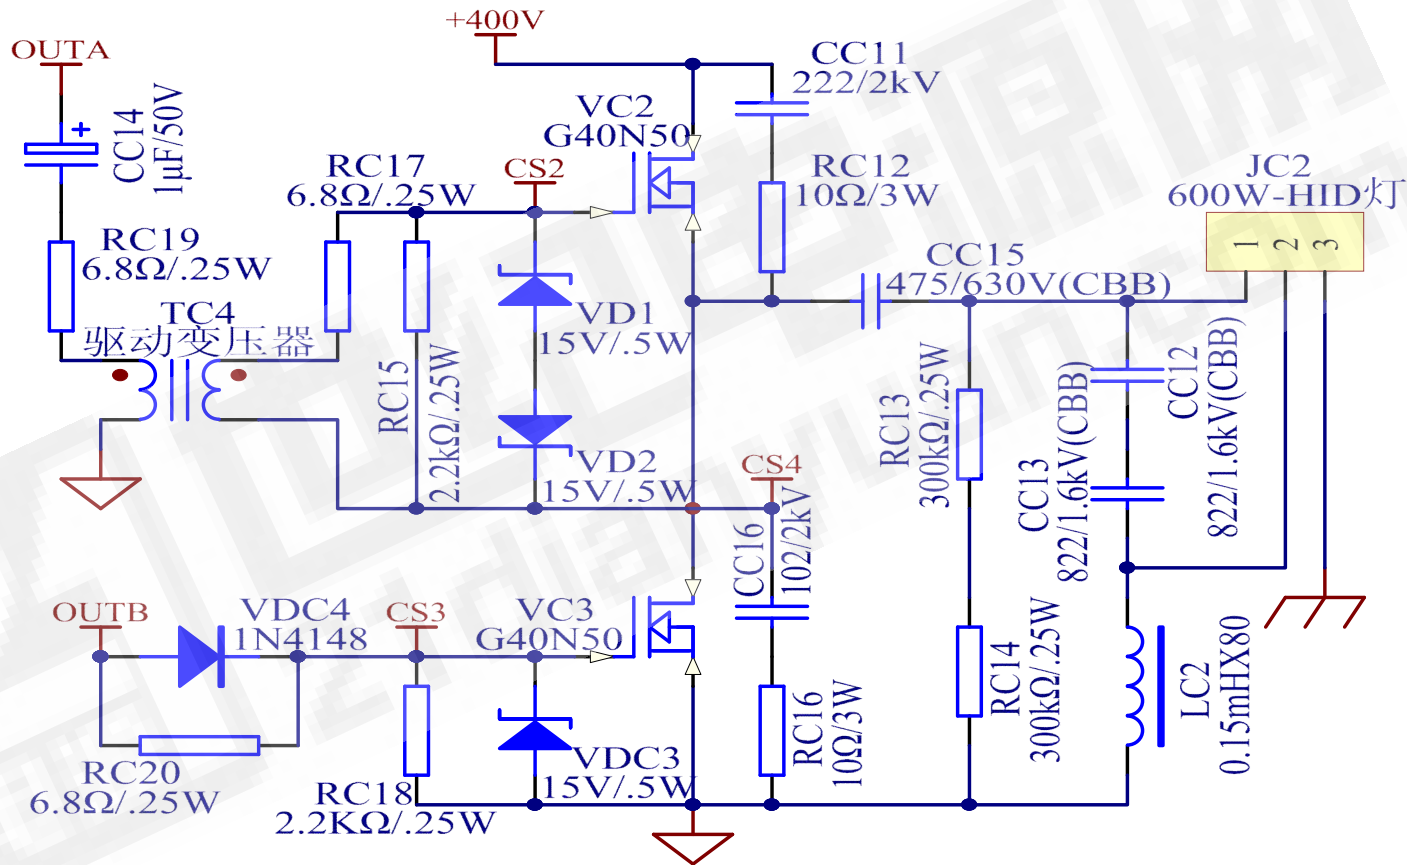 +400V
OUTA
CC11
222/2kV
VC2
G40N50
CC14
1μF/50V
RC17
6.8Ω/.25W
CS2
RC12
10Ω/3W
JC2
600W-HID灯
1
2
3
RC19
6.8Ω/.25W
CC15
475/630V(CBB)
TC4
驱动变压器
VD1
15V/.5W
RC15
2.2kΩ/.25W
RC13
300kΩ/.25W
CC12
822/1.6kV(CBB)
CC13
822/1.6kV(CBB)
VD2
15V/.5W
CS4
CC16
102/2kV
OUTB
VDC4
1N4148
CS3
VC3
G40N50
RC14
300kΩ/.25W
LC2
0.15mHX80
RC16
10Ω/3W
VDC3
15V/.5W
RC20
6.8Ω/.25W
RC18
2.2KΩ/.25W